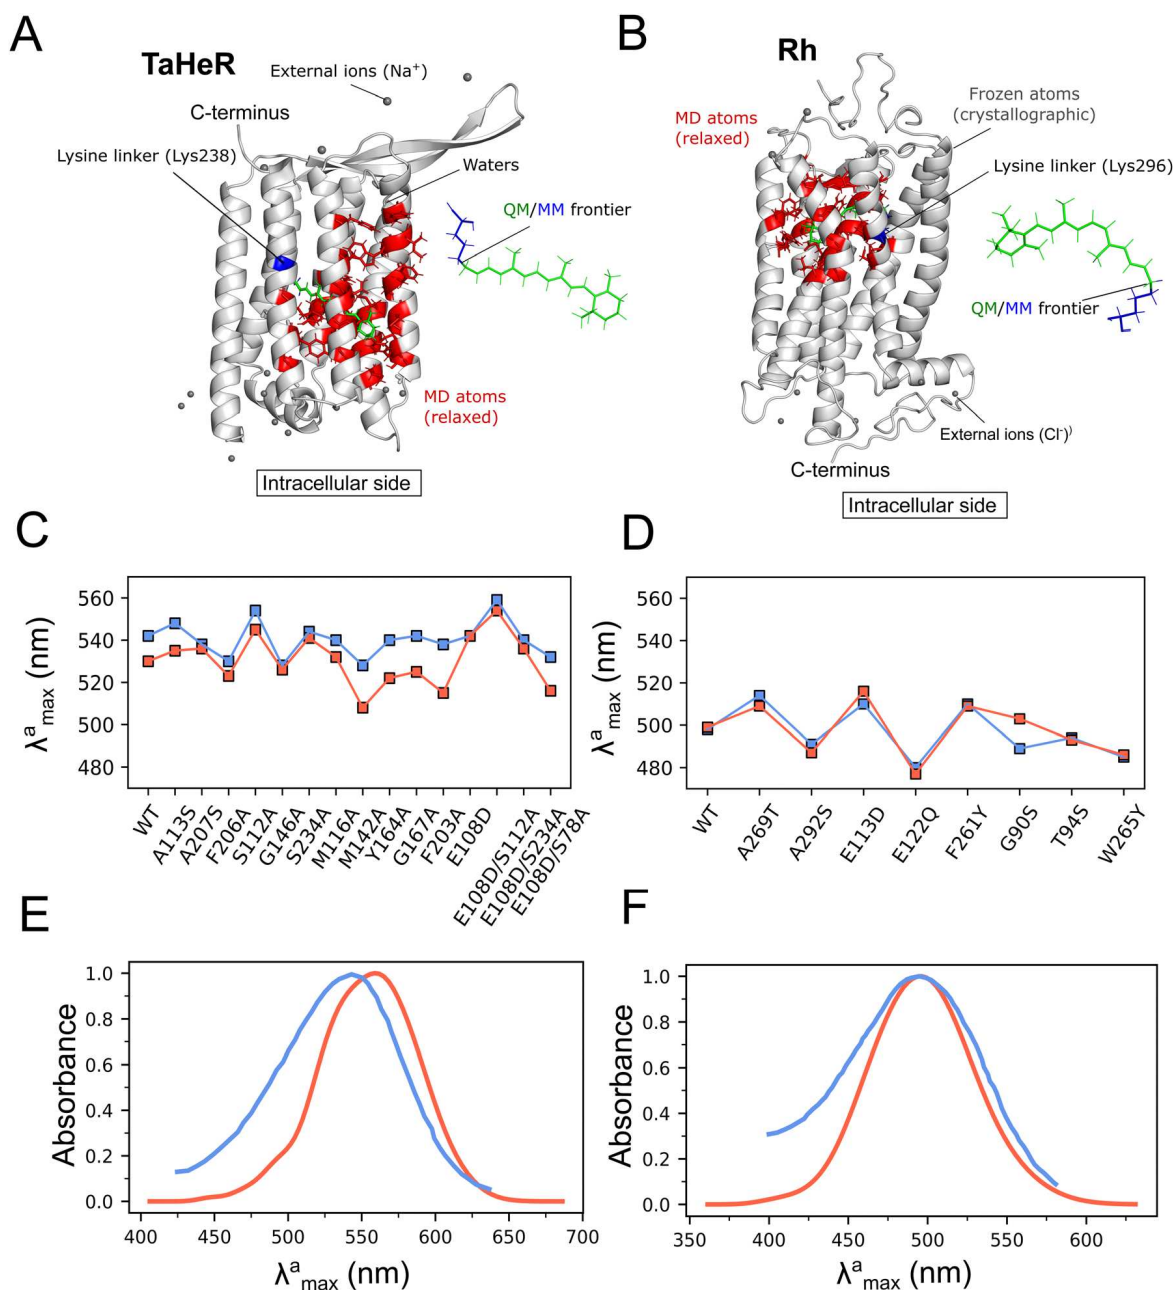 A
TaHeR
External ions (Na⁺)
C-terminus
Lysine linker (Lys238)
Waters
QM/MM frontier
MD atoms
(relaxed)
Intracellular side
B
Rh
MD atoms
(relaxed)
Frozen atoms
(crystallographic)
Lysine linker (Lys296)
QM/MM frontier
External ions (Cl⁻)⁾
C-terminus
Intracellular side
C
λᵃmax (nm)
560
540
520
500
480
WT
A113S
A207S
F206A
S112A
G146A
S234A
M116A
M142A
Y164A
G167A
F203A
E108D
E108D/S112A
E108D/S234A
E108D/S78A
D
λᵃmax (nm)
560
540
520
500
480
WT
A269T
A292S
E113D
E122Q
F261Y
G90S
T94S
W265Y
E
Absorbance
1.0
0.8
0.6
0.4
0.2
0.0
400 450 500 550 600 650 700
λᵃmax (nm)
F
Absorbance
1.0
0.8
0.6
0.4
0.2
0.0
350 400 450 500 550 600
λᵃmax (nm)